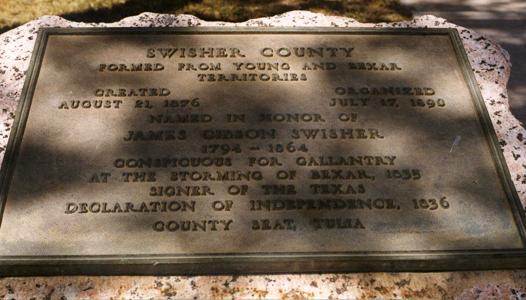 SWISHER COUNTY
FORMED FROM YOUNG AND BEXAR
TERRITORIES
CREATED ORGANIZED
AUGUST 21, 1876 JULY 17, 1890
NAMED IN HONOR OF
JAMES GIBSON SWISHER
1794 - 1864
CONSPICUOUS FOR GALLANTRY
AT THE STORMING OF BEXAR, 1835
SIGNER OF THE TEXAS
DECLARATION OF INDEPENDENCE, 1836
COUNTY SEAT, TULIA